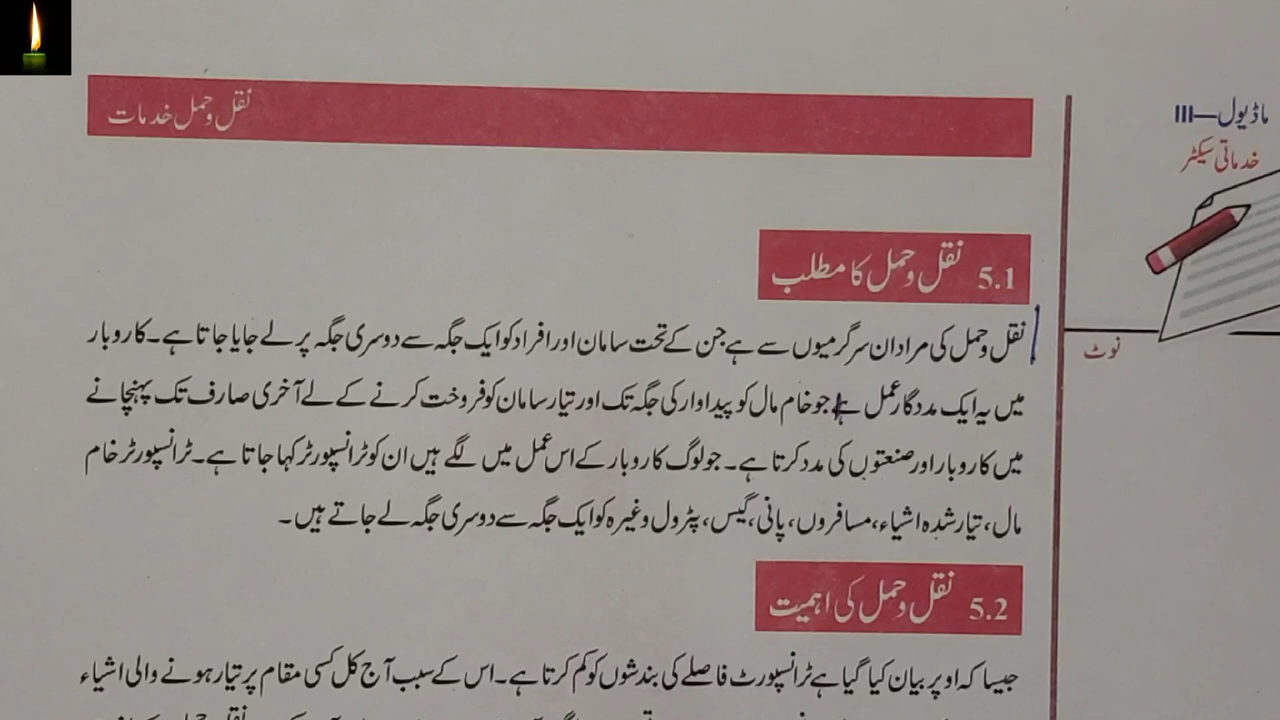 نقل و حمل خدمات
ماڈیول—III
خدماتی سیکٹر
نوٹ
5.1 نقل و حمل کا مطلب
نقل و حمل کی مراد ان سرگرمیوں سے ہے جن کے تحت سامان اور افراد کو ایک جگہ سے دوسری جگہ پر لے جایا جاتا ہے۔ کاروبار
میں یہ ایک مددگار عمل ہے جو خام مال کو پیداوار کی جگہ تک اور تیار سامان کو فروخت کرنے کے لے آخری صارف تک پہنچانے
میں کاروبار اور صنعتوں کی مدد کرتا ہے۔ جو لوگ کاروبار کے اس عمل میں لگے ہیں ان کو ٹرانسپورٹر کہا جاتا ہے۔ ٹرانسپورٹر خام
مال، تیار شدہ اشیاء، مسافروں، پانی، گیس، پٹرول وغیرہ کو ایک جگہ سے دوسری جگہ لے جاتے ہیں۔
5.2 نقل و حمل کی اہمیت
جیسا کہ اوپر بیان کیا گیا ہے ٹرانسپورٹ فاصلے کی بندشوں کو کم کرتا ہے۔ اس کے سبب آج کل کسی مقام پر تیار ہونے والی اشیاء